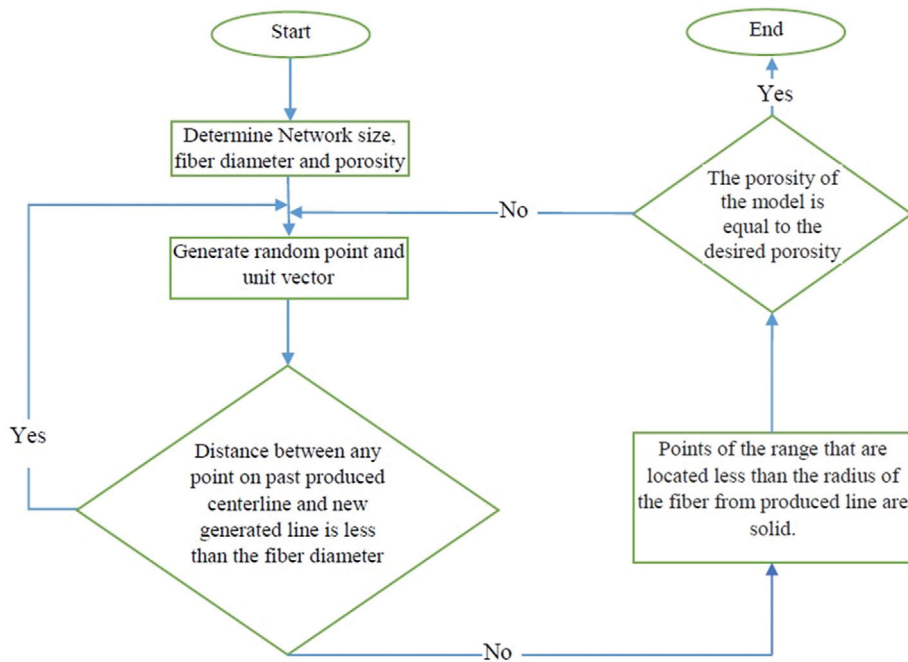 Start
Determine Network size,
fiber diameter and porosity
Generate random point and
unit vector
Yes
Distance between any
point on past produced
centerline and new
generated line is less
than the fiber diameter
No
Points of the range that are
located less than the radius of
the fiber from produced line are
solid.
The porosity of
the model is
equal to the
desired porosity
No
Yes
End